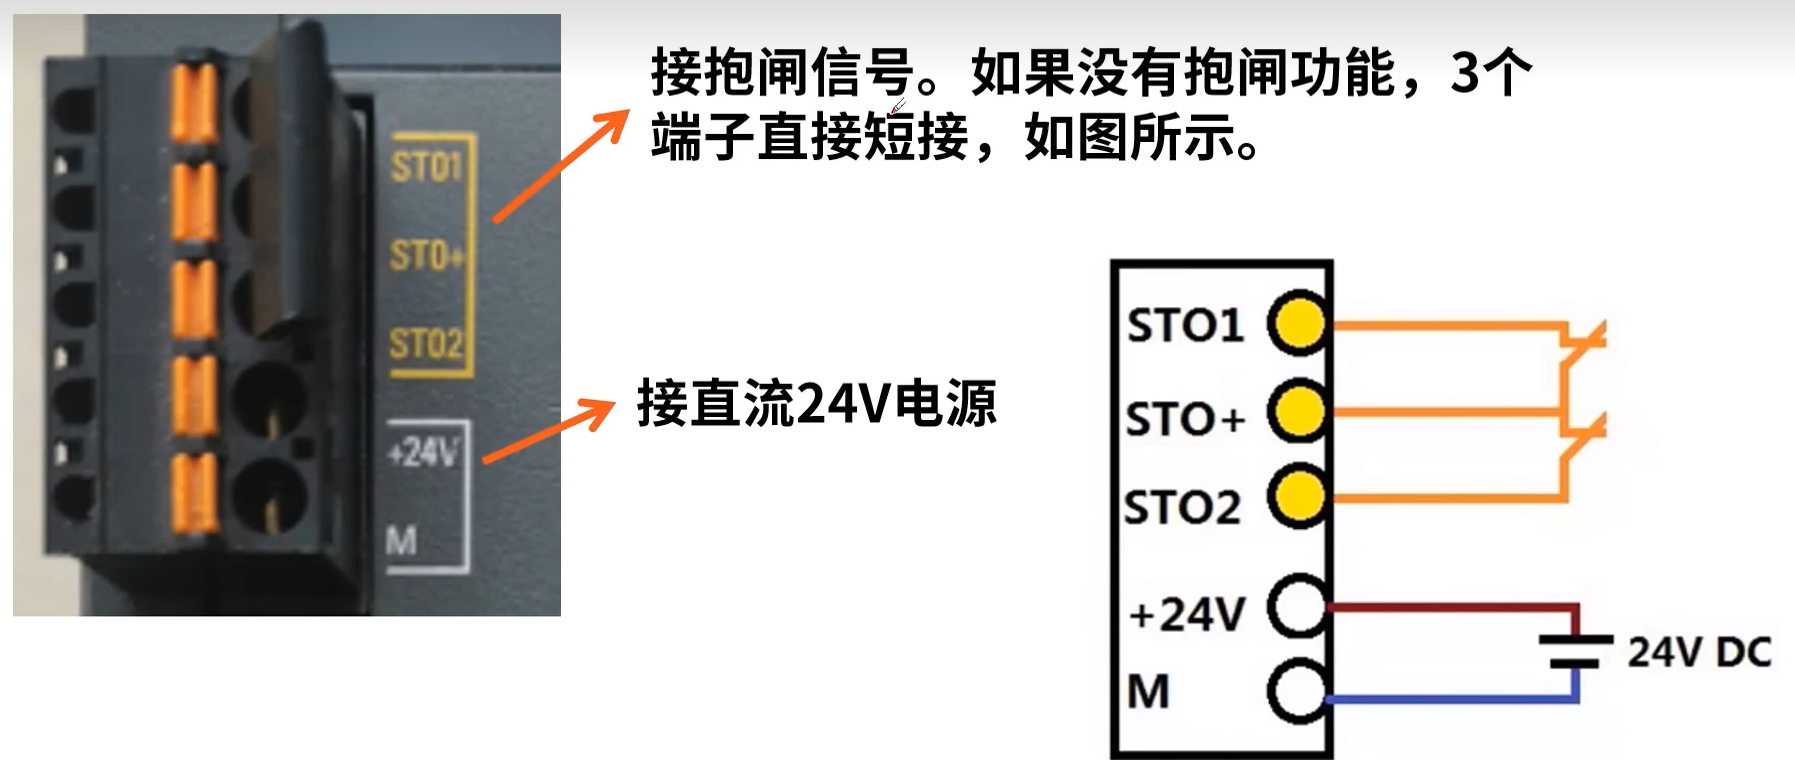 接抱闸信号。如果没有抱闸功能，3个
端子直接短接，如图所示。
STO1
STO+
STO2
接直流24V电源
+24V
M
STO1
STO+
STO2
+24V
M
24V DC